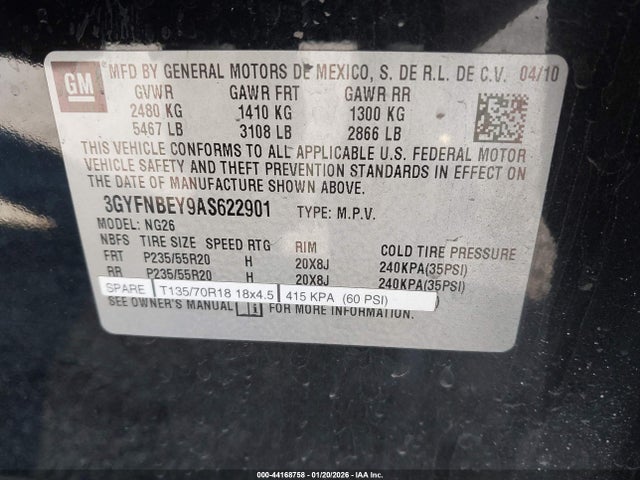 GM
MFD BY GENERAL MOTORS DE MEXICO, S. DE R.L. DE C.V. 04/10
GVWR GAWR FRT GAWR RR
2480 KG 1410 KG 1300 KG
5467 LB 3108 LB 2866 LB
THIS VEHICLE CONFORMS TO ALL APPLICABLE U.S. FEDERAL MOTOR
VEHICLE SAFETY AND THEFT PREVENTION STANDARDS IN EFFECT ON
THE DATE OF MANUFACTURE SHOWN ABOVE.
3GYFNBEY9AS622901 TYPE: M.P.V.
MODEL: NG26
NBFS TIRE SIZE SPEED RTG RIM COLD TIRE PRESSURE
FRT P235/55R20 H 20X8J 240KPA(35PSI)
RR P235/55R20 H 20X8J 240KPA(35PSI)
SPARE T135/70R18 18x4.5 415 KPA (60 PSI)
SEE OWNER'S MANUAL FOR MORE INFORMATION.
000-44168758 | 01/20/2026 | IAA Inc.